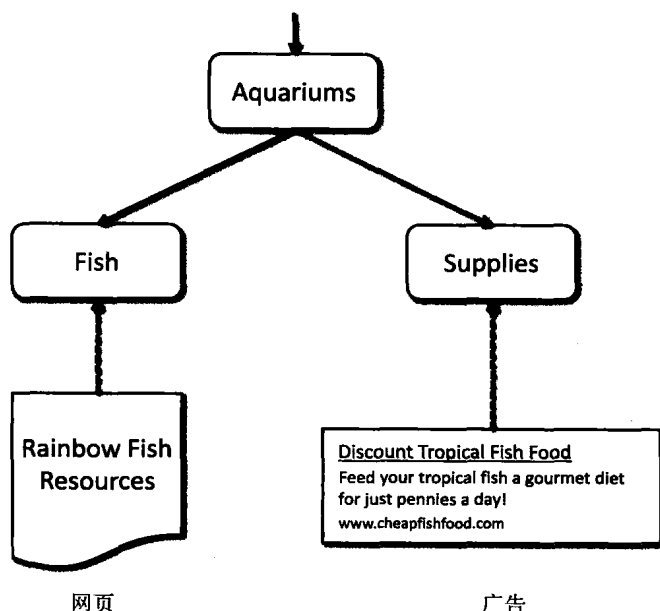 Aquariums
Fish
Supplies
Rainbow Fish
Resources
Discount Tropical Fish Food
Feed your tropical fish a gourmet diet
for just pennies a day!
www.cheapfishfood.com
网页
广告